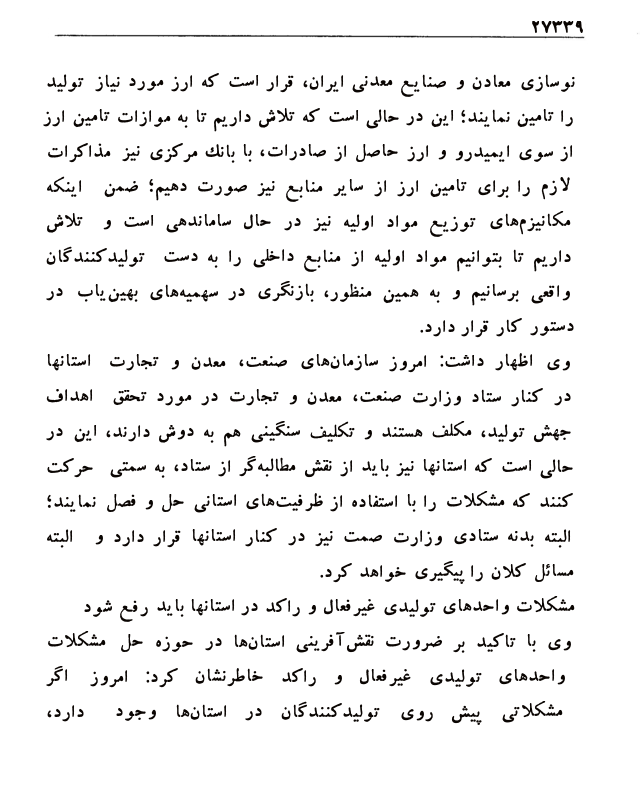 ۲۷۳۳۹
نوسازی معادن و صنایع معدنی ایران، قرار است که ارز مورد نیاز تولید
را تامین نمایند؛ این در حالی است که تلاش داریم تا به موازات تامین ارز
از سوی ایمیدرو و ارز حاصل از صادرات، با بانك مرکزی نیز مذاکرات
لازم را برای تامین ارز از سایر منابع نیز صورت دهیم؛ ضمن اینکه
مکانیزم‌های توزیع مواد اولیه نیز در حال ساماندهی است و تلاش
داریم تا بتوانیم مواد اولیه از منابع داخلی را به دست تولیدکنندگان
واقعی برسانیم و به همین منظور، بازنگری در سهمیه‌های بهین‌یاب در
دستور کار قرار دارد.
وی اظهار داشت: امروز سازمان‌های صنعت، معدن و تجارت استانها
در کنار ستاد وزارت صنعت، معدن و تجارت در مورد تحقق اهداف
جهش تولید، مکلف هستند و تکلیف سنگینی هم به دوش دارند، این در
حالی است که استانها نیز باید از نقش مطالبه‌گر از ستاد، به سمتی حرکت
کنند که مشکلات را با استفاده از ظرفیت‌های استانی حل و فصل نمایند؛
البته بدنه ستادی وزارت صمت نیز در کنار استانها قرار دارد و البته
مسائل کلان را پیگیری خواهد کرد.
مشکلات واحدهای تولیدی غیرفعال و راکد در استانها باید رفع شود
وی با تاکید بر ضرورت نقش‌آفرینی استان‌ها در حوزه حل مشکلات
واحدهای تولیدی غیرفعال و راکد خاطرنشان کرد: امروز اگر
مشکلاتی پیش روی تولیدکنندگان در استان‌ها وجود دارد،